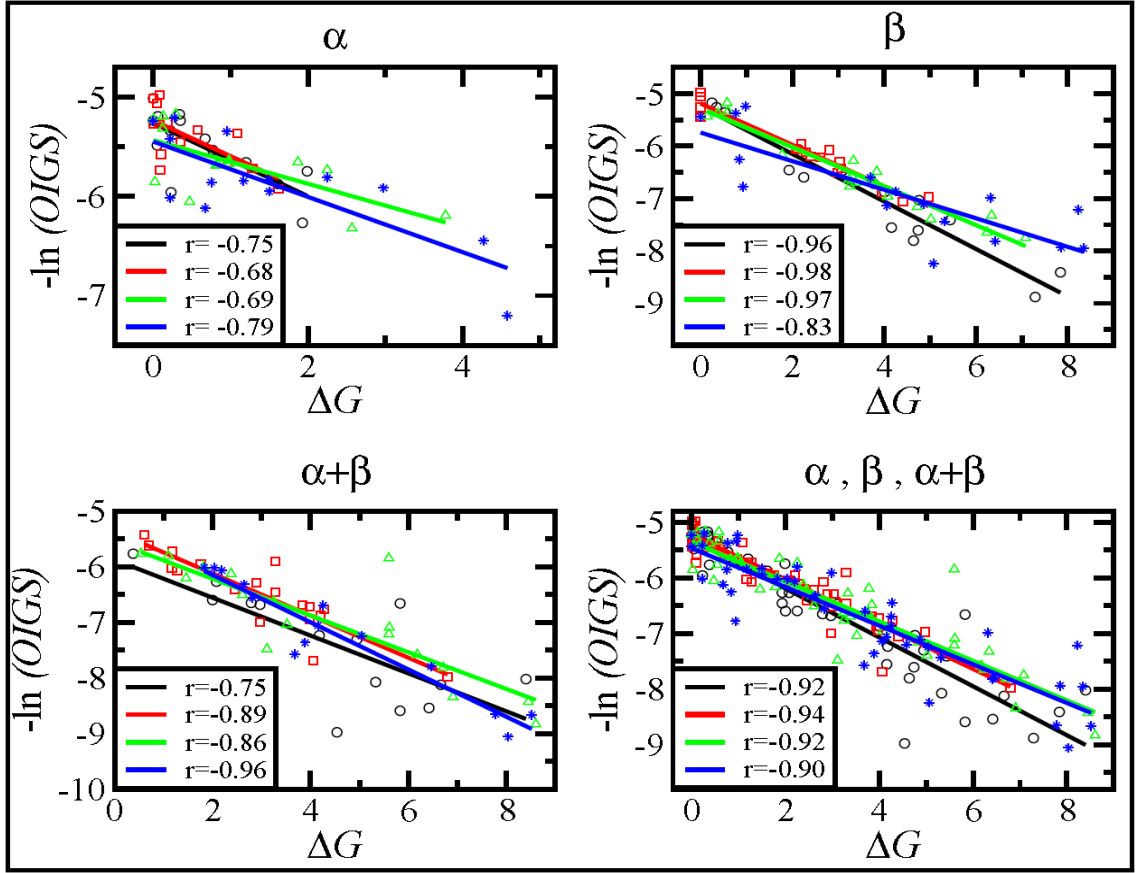 α
-ln (OIGS)
-5
-6
-7
r= -0.75
r= -0.68
r= -0.69
r= -0.79
0 2 4
ΔG
β
-ln (OIGS)
-5
-6
-7
-8
-9
r= -0.96
r= -0.98
r= -0.97
r= -0.83
0 2 4 6 8
ΔG
α+β
-ln (OIGS)
-5
-6
-7
-8
-9
-10
r=-0.75
r=-0.89
r=-0.86
r=-0.96
0 2 4 6 8
ΔG
α , β , α+β
-ln (OIGS)
-5
-6
-7
-8
-9
r=-0.92
r=-0.94
r=-0.92
r=-0.90
0 2 4 6 8
ΔG